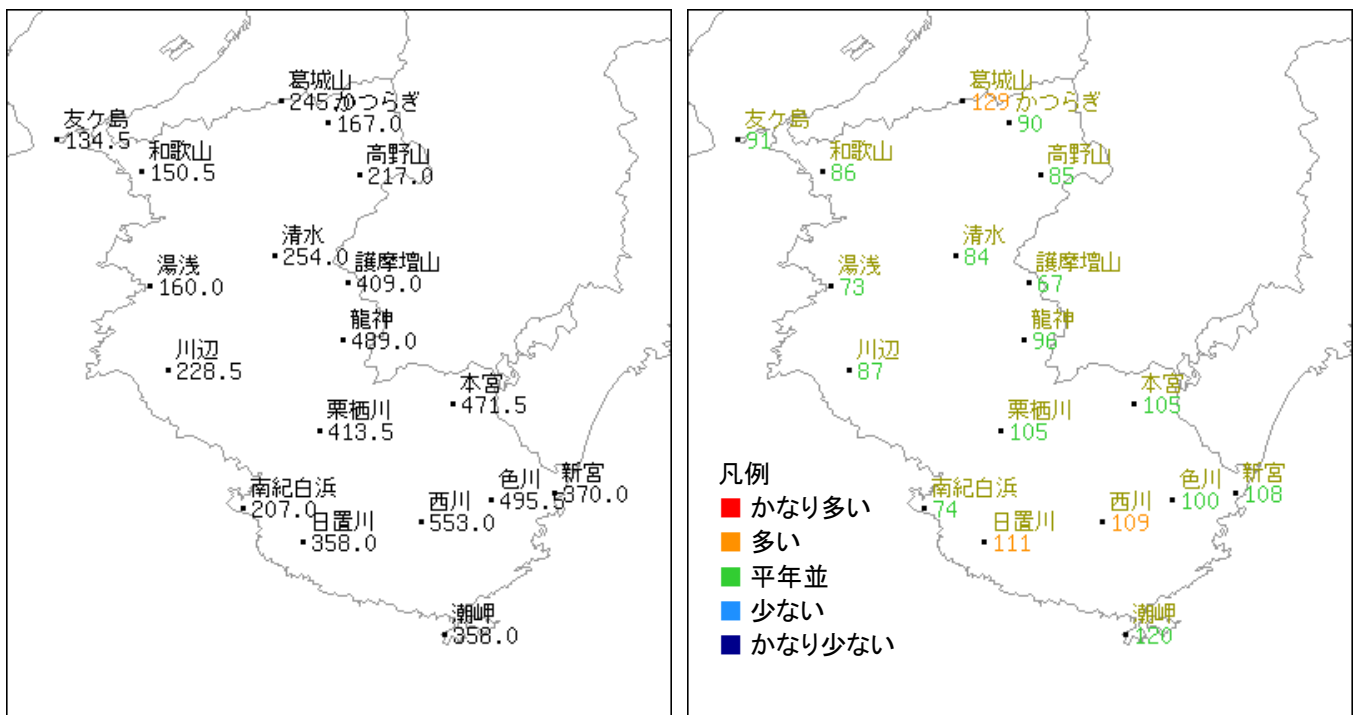 葛城山
245.0
かつらぎ
167.0
友ケ島
134.5
和歌山
150.5
高野山
217.0
清水
254.0
湯浅
160.0
護摩壇山
409.0
龍神
489.0
川辺
228.5
本宮
471.5
栗栖川
413.5
南紀白浜
207.0
日置川
358.0
西川
553.0
色川
495.5
新宮
370.0
潮岬
358.0
葛城山
129
かつらぎ
90
友ケ島
91
和歌山
86
高野山
85
清水
84
湯浅
73
護摩壇山
67
龍神
96
川辺
87
本宮
105
栗栖川
105
南紀白浜
74
日置川
111
西川
109
色川
100
新宮
108
潮岬
120
凡例
かなり多い
多い
平年並
少ない
かなり少ない